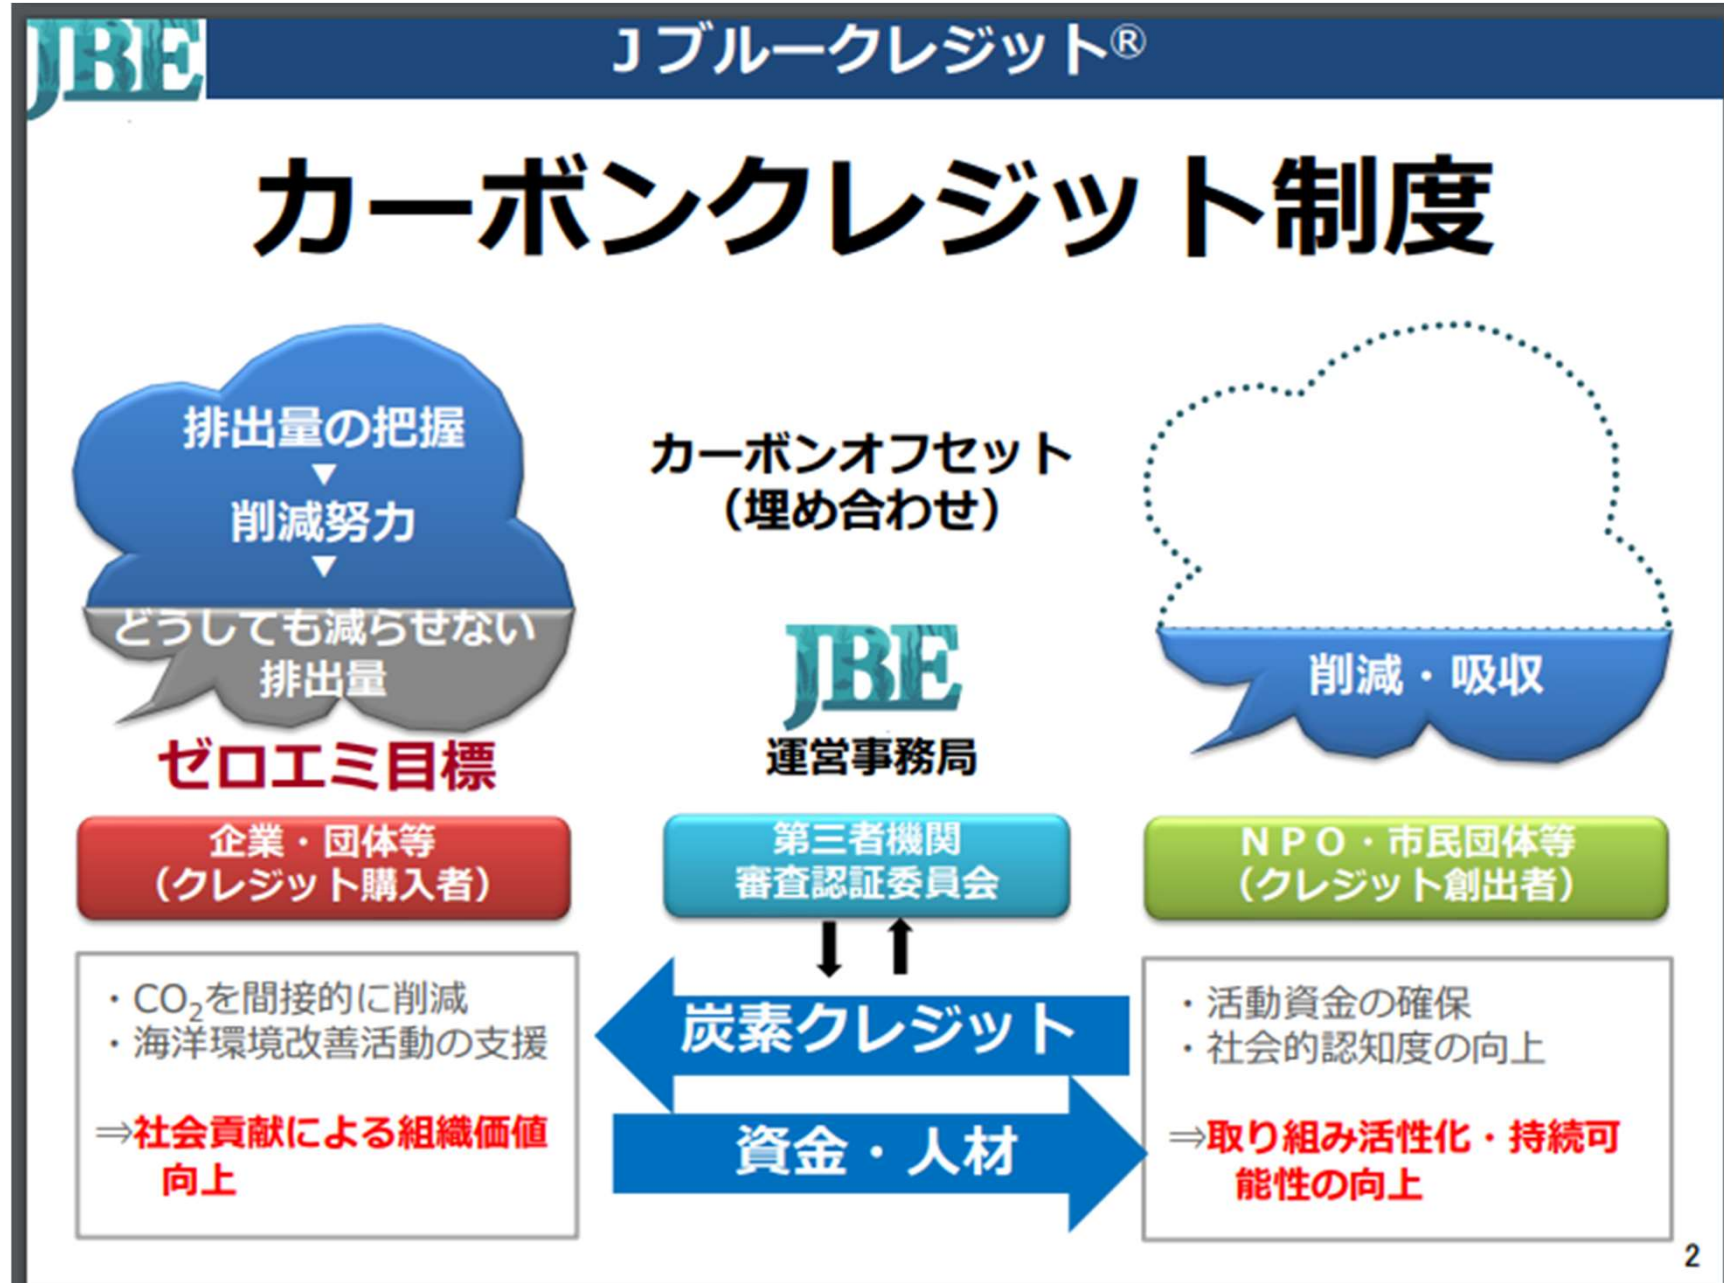 JBE
Jブルークレジット®
カーボンクレジット制度
排出量の把握
▼
削減努力
▼
どうしても減らせない
排出量
ゼロエミ目標
カーボンオフセット
（埋め合わせ）
JBE
運営事務局
削減・吸収
企業・団体等
（クレジット購入者）
第三者機関
審査認証委員会
ＮＰＯ・市民団体等
（クレジット創出者）
・CO₂を間接的に削減
・海洋環境改善活動の支援
⇒社会貢献による組織価値
向上
炭素クレジット
資金・人材
・活動資金の確保
・社会的認知度の向上
⇒取り組み活性化・持続可
能性の向上
2